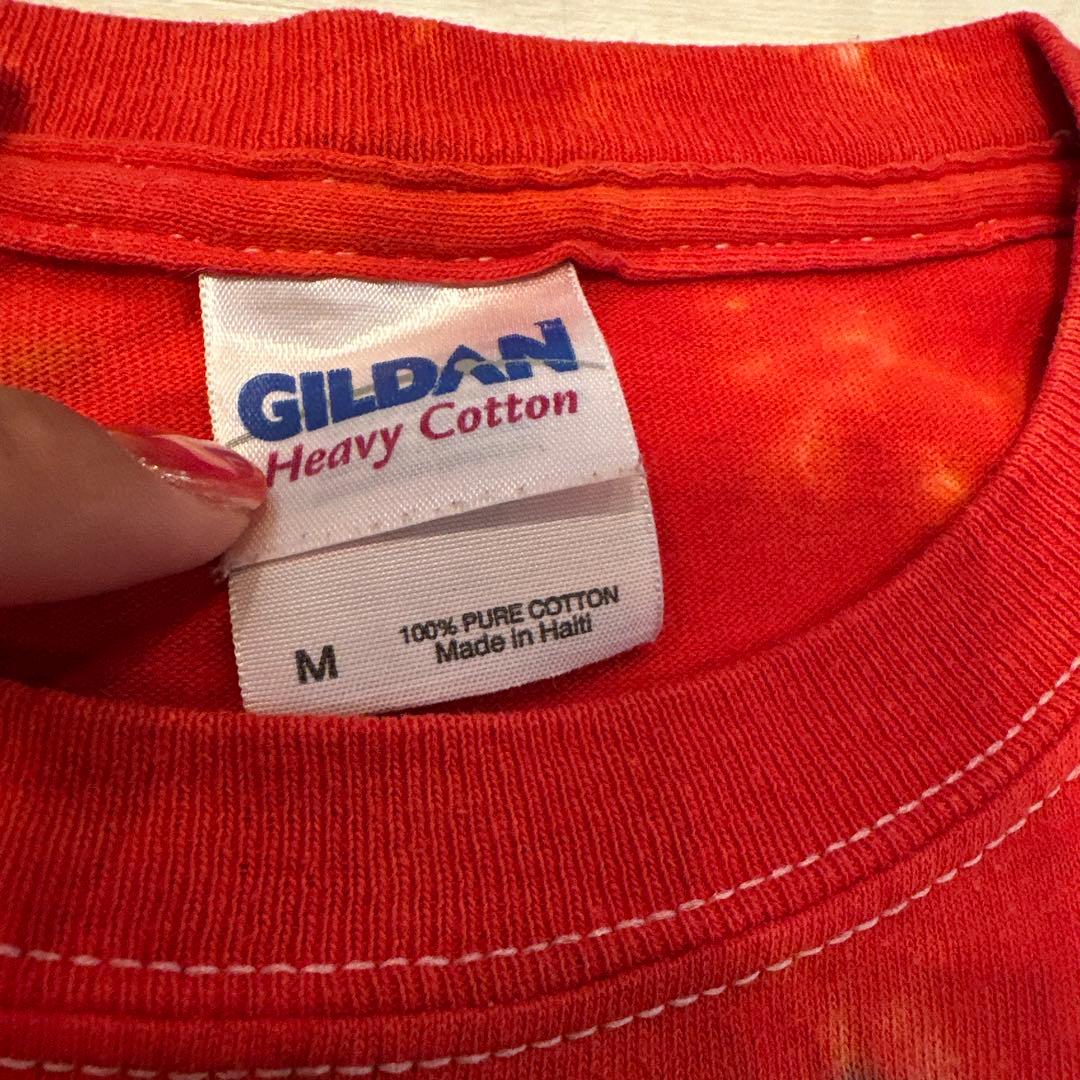 GILDAN
Heavy Cotton
M
100% PURE COTTON
Made in Haiti